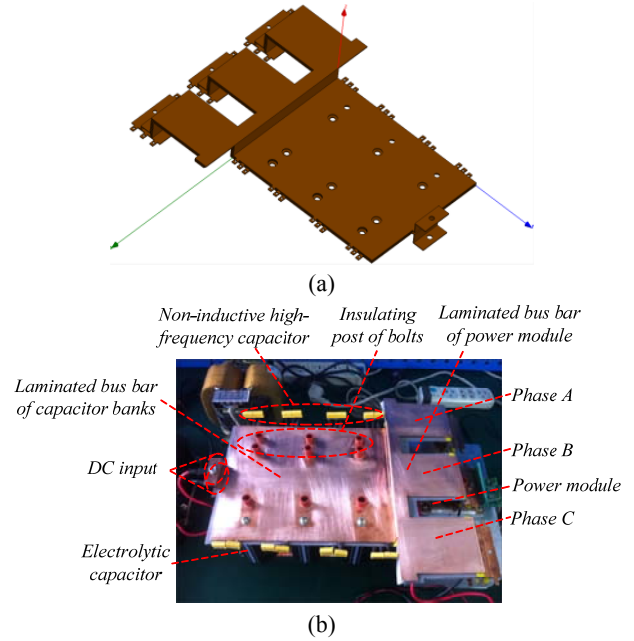 (a)
Non-inductive high-
frequency capacitor
Insulating
post of bolts
Laminated bus bar
of power module
Laminated bus bar
of capacitor banks
DC input
Electrolytic
capacitor
Phase A
Phase B
Power module
Phase C
(b)